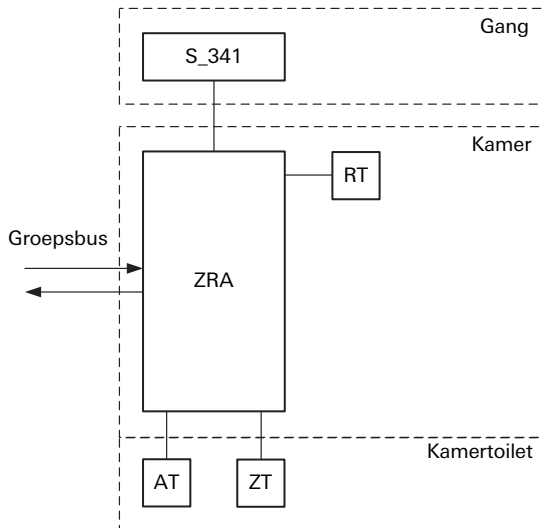 Gang
S_341
Kamer
RT
Groepsbus
ZRA
Kamertoilet
AT
ZT